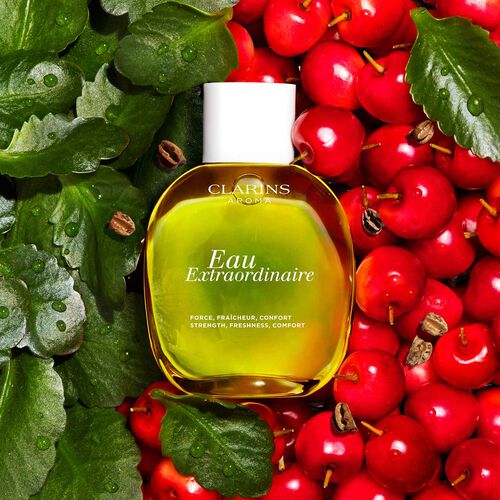 CLARINS
AROMA
Eau
Extraordinaire
FORCE, FRAÎCHEUR, CONFORT
STRENGTH, FRESHNESS, COMFORT